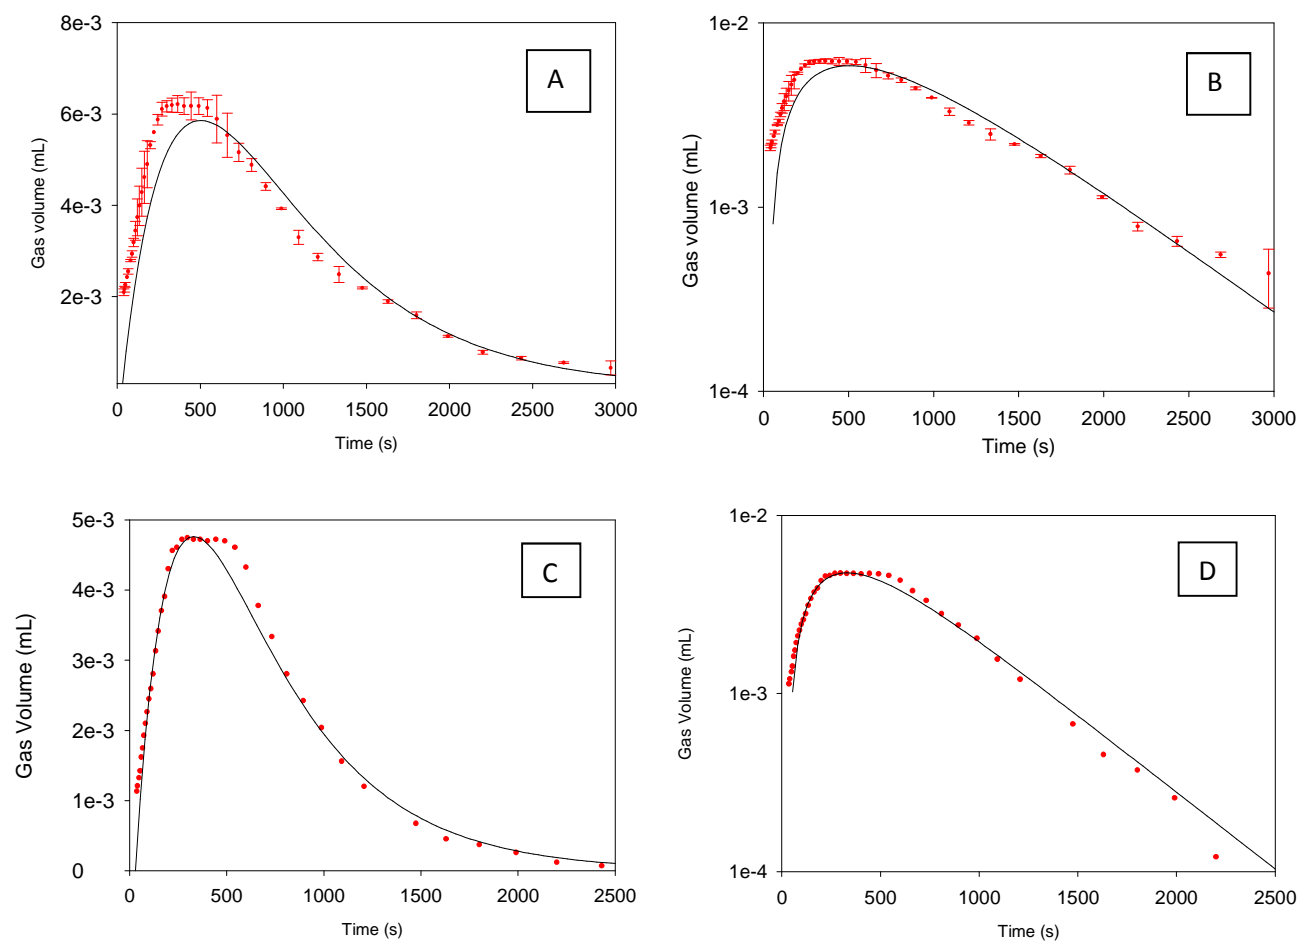 8e-3
6e-3
4e-3
2e-3
Gas volume (mL)
A
0 500 1000 1500 2000 2500 3000
Time (s)
1e-2
1e-3
1e-4
Gas volume (mL)
B
0 500 1000 1500 2000 2500 3000
Time (s)
5e-3
4e-3
3e-3
2e-3
1e-3
0
Gas Volume (mL)
C
0 500 1000 1500 2000 2500
Time (s)
1e-2
1e-3
1e-4
Gas Volume (mL)
D
0 500 1000 1500 2000 2500
Time (s)